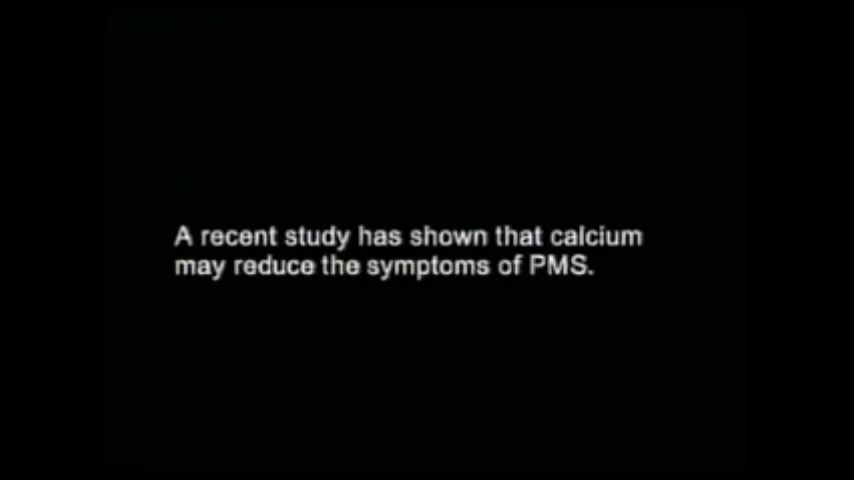 A recent study has shown that calcium
may reduce the symptoms of PMS.